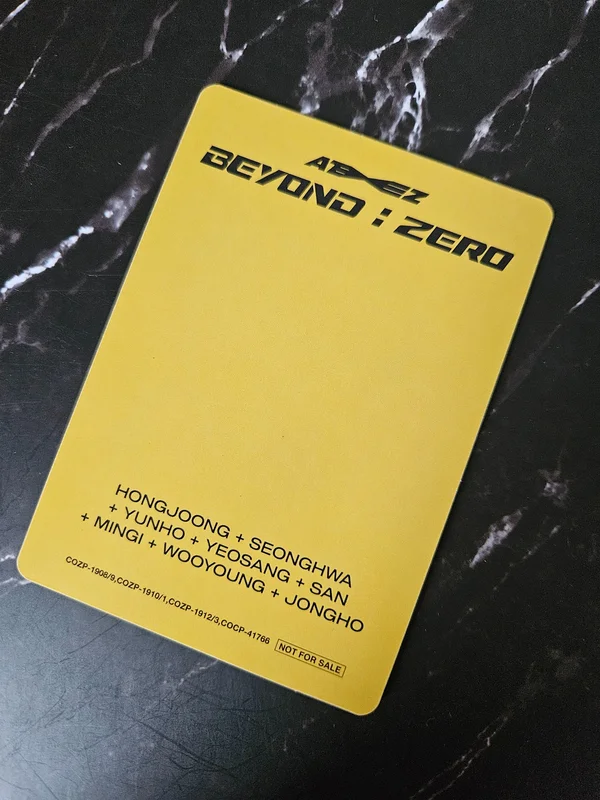 ATEEZ
BEYOND : ZERO
HONGJOONG + SEONGHWA
+ YUNHO + YEOSANG + SAN
+ MINGI + WOOYOUNG + JONGHO
COZP-1908/9,COZP-1910/1,COZP-1912/3,COCP-41766
NOT FOR SALE